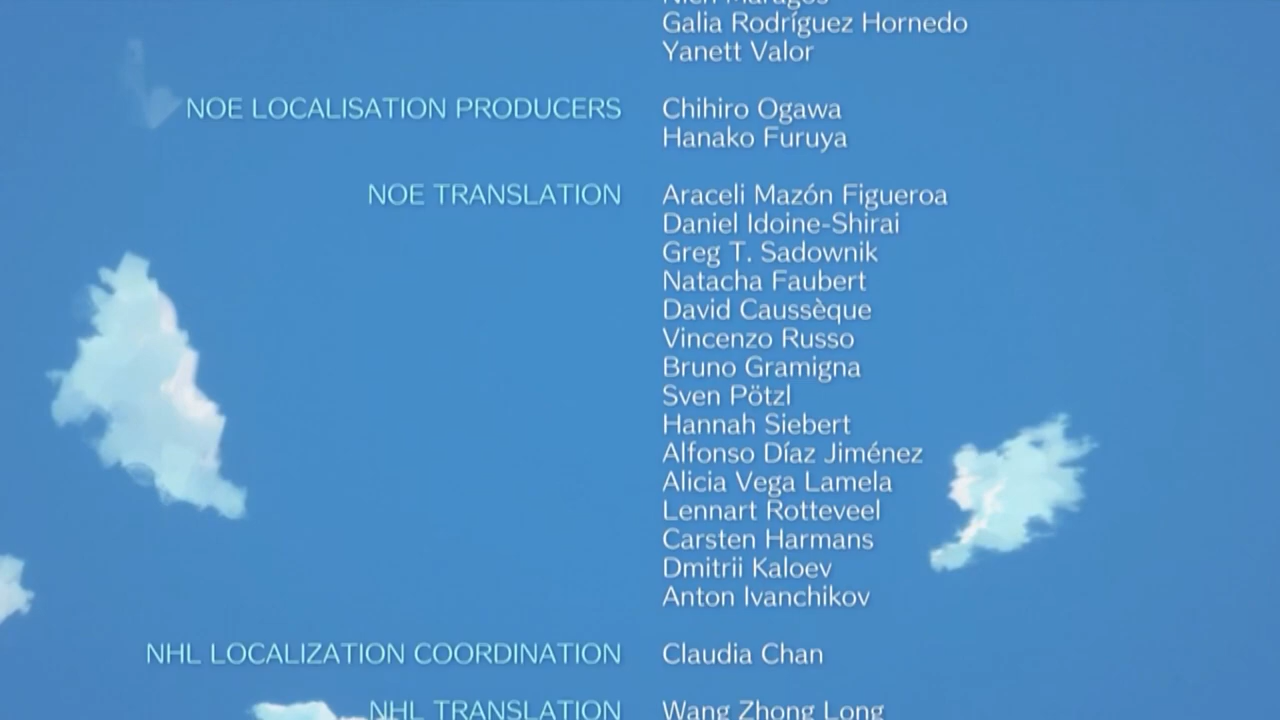 Galia Rodríguez Hornedo
Yanett Valor
NOE LOCALISATION PRODUCERS Chihiro Ogawa
Hanako Furuya
NOE TRANSLATION Araceli Mazón Figueroa
Daniel Idoine-Shirai
Greg T. Sadownik
Natacha Faubert
David Caussèque
Vincenzo Russo
Bruno Gramigna
Sven Pötzl
Hannah Siebert
Alfonso Díaz Jiménez
Alicia Vega Lamela
Lennart Rotteveel
Carsten Harmans
Dmitrii Kaloev
Anton Ivanchikov
NHL LOCALIZATION COORDINATION Claudia Chan
NHL TRANSLATION Wang Zhong Long